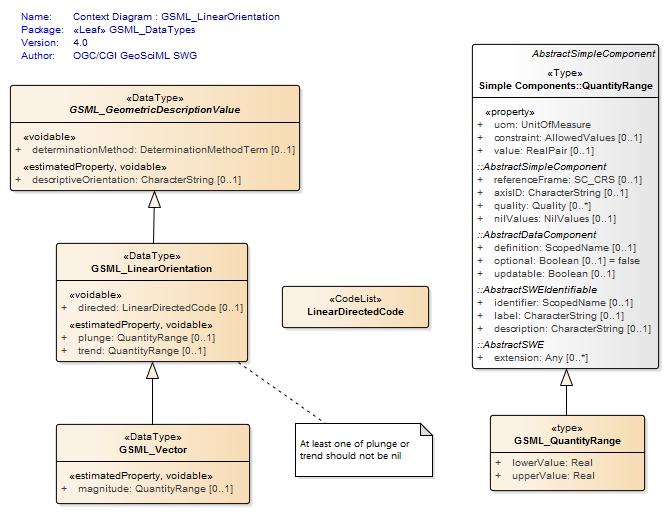 Name: Context Diagram : GSML_LinearOrientation
Package: «Leaf» GSML_DataTypes
Version: 4.0
Author: OGC/CGI GeoSciML SWG
«DataType»
GSML_GeometricDescriptionValue
«voidable»
+ determinationMethod: DeterminationMethodTerm [0..1]
«estimatedProperty, voidable»
+ descriptiveOrientation: CharacterString [0..1]
«DataType»
GSML_LinearOrientation
«voidable»
+ directed: LinearDirectedCode [0..1]
«estimatedProperty, voidable»
+ plunge: QuantityRange [0..1]
+ trend: QuantityRange [0..1]
«DataType»
GSML_Vector
«estimatedProperty, voidable»
+ magnitude: QuantityRange [0..1]
«CodeList»
LinearDirectedCode
At least one of plunge or
trend should not be nil
AbstractSimpleComponent
«Type»
Simple Components::QuantityRange
«property»
+ uom: UnitOfMeasure
+ constraint: AllowedValues [0..1]
+ value: RealPair [0..1]
::AbstractSimpleComponent
+ referenceFrame: SC_CRS [0..1]
+ axisID: CharacterString [0..1]
+ quality: Quality [0..*]
+ nilValues: NilValues [0..1]
::AbstractDataComponent
+ definition: ScopedName [0..1]
+ optional: Boolean [0..1] = false
+ updatable: Boolean [0..1]
::AbstractSWEIdentifiable
+ identifier: ScopedName [0..1]
+ label: CharacterString [0..1]
+ description: CharacterString [0..1]
::AbstractSWE
+ extension: Any [0..*]
«type»
GSML_QuantityRange
+ lowerValue: Real
+ upperValue: Real